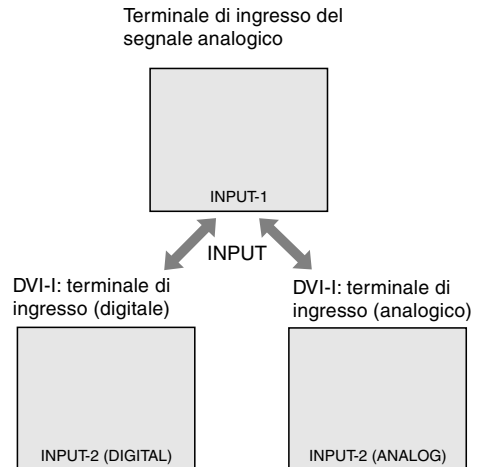 Terminale di ingresso del
segnale analogico
INPUT-1
INPUT
DVI-I: terminale di
ingresso (digitale)
DVI-I: terminale di
ingresso (analogico)
INPUT-2 (DIGITAL)
INPUT-2 (ANALOG)